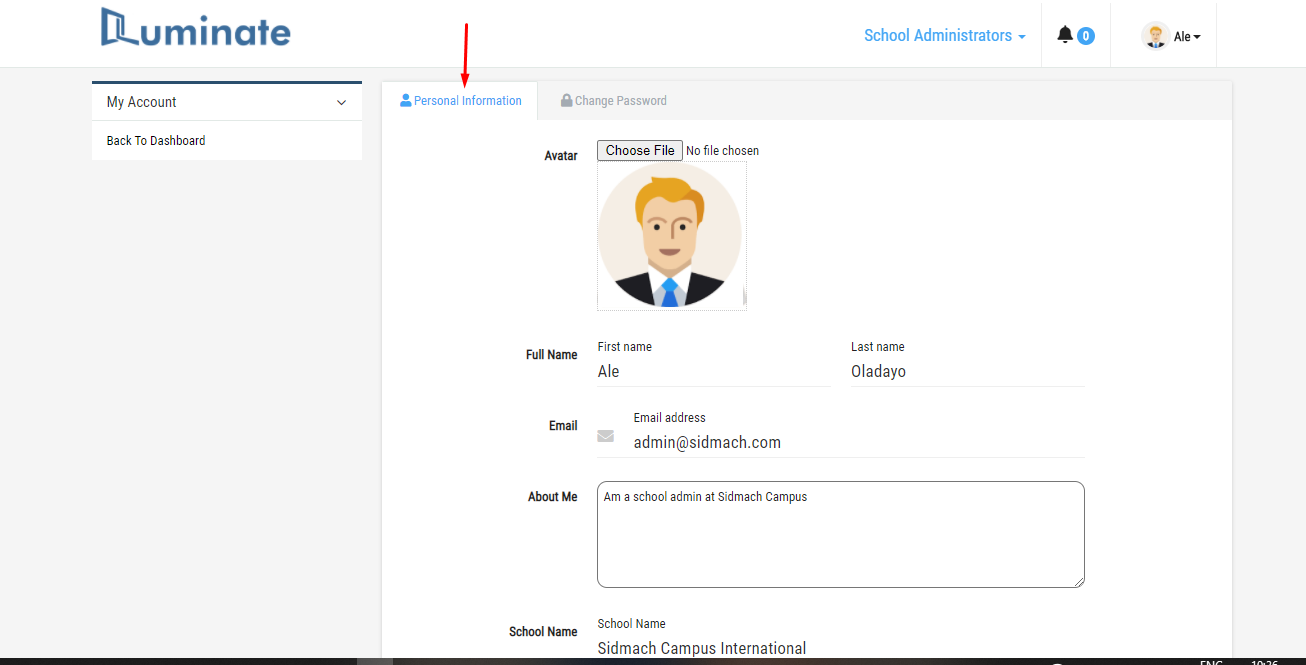 Luminate
School Administrators
0
Ale
My Account
Back To Dashboard
Personal Information
Change Password
Avatar
Choose File No file chosen
Full Name
First name
Last name
Ale
Oladayo
Email
Email address
admin@sidmach.com
About Me
Am a school admin at Sidmach Campus
School Name
School Name
Sidmach Campus International